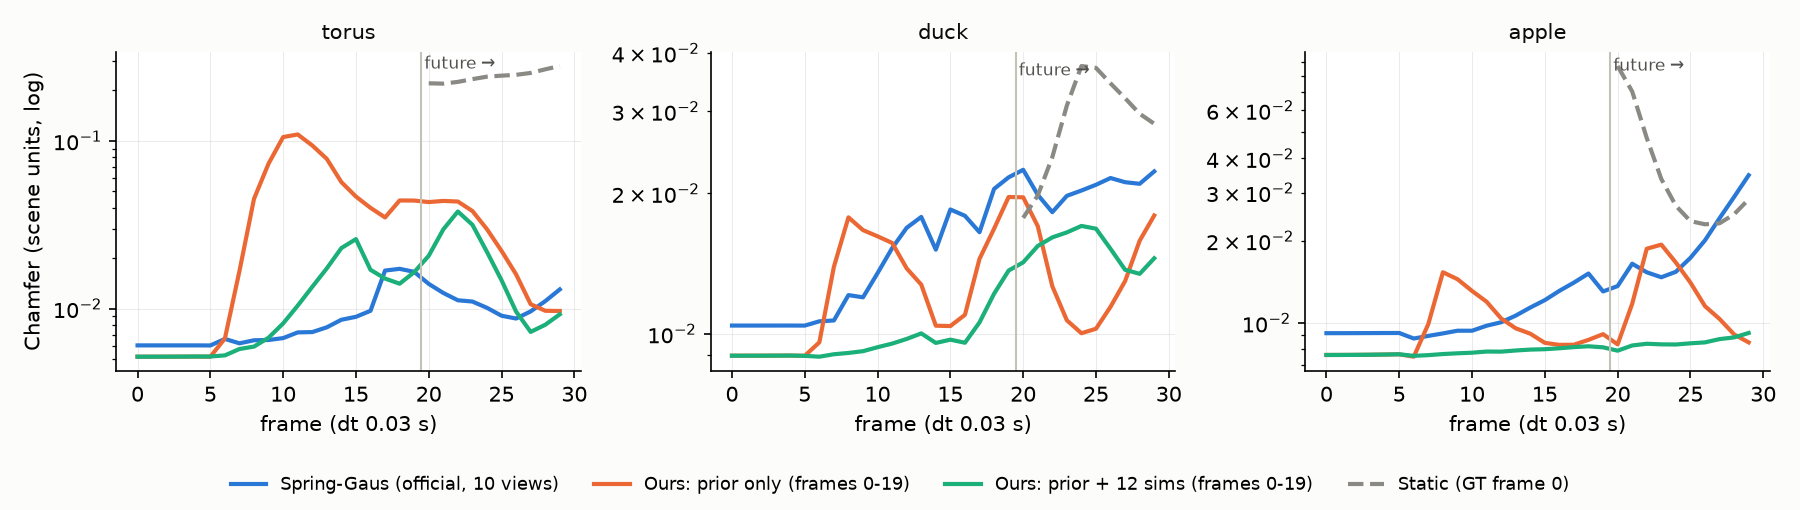 torus
duck
apple
Chamfer (scene units, log)
10⁻¹
10⁻²
future →
0 5 10 15 20 25 30
frame (dt 0.03 s)
4 × 10⁻²
3 × 10⁻²
2 × 10⁻²
10⁻²
future →
0 5 10 15 20 25 30
frame (dt 0.03 s)
6 × 10⁻²
4 × 10⁻²
3 × 10⁻²
2 × 10⁻²
10⁻²
future →
0 5 10 15 20 25 30
frame (dt 0.03 s)
Spring-Gaus (official, 10 views)
Ours: prior only (frames 0-19)
Ours: prior + 12 sims (frames 0-19)
Static (GT frame 0)